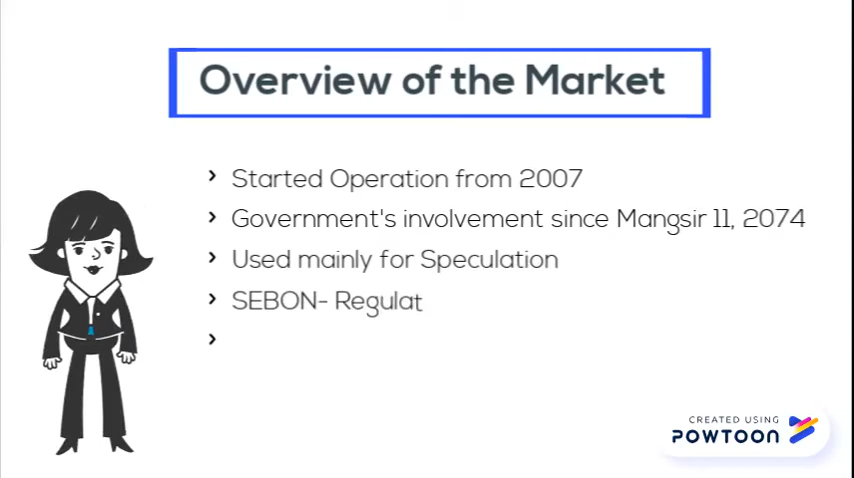 Overview of the Market
› Started Operation from 2007
› Government's involvement since Mangsir 11, 2074
› Used mainly for Speculation
› SEBON- Regulat
›
CREATED USING
POWTOON